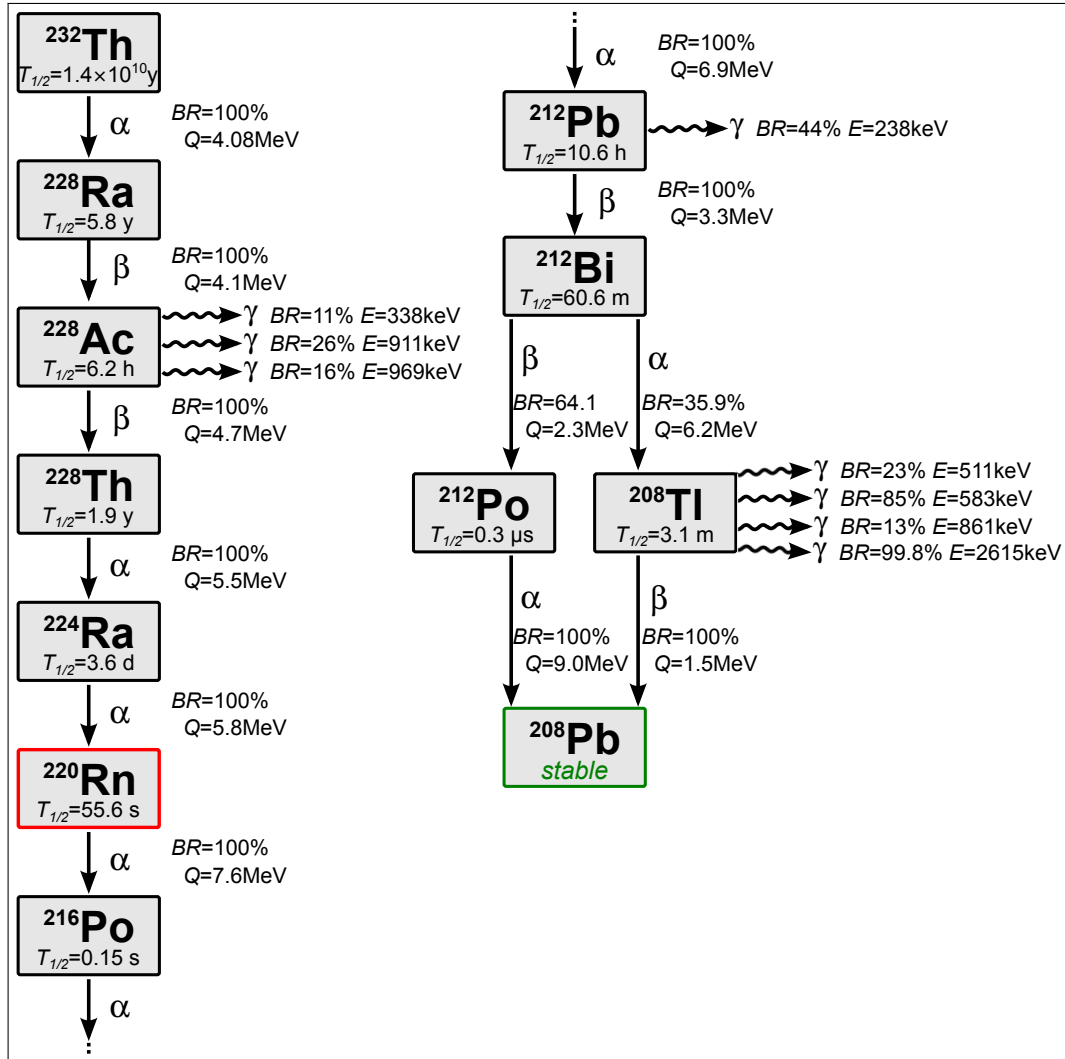 ²³²Th
T₁/₂=1.4×10¹⁰y
α
BR=100%
Q=4.08MeV
²²⁸Ra
T₁/₂=5.8 y
β
BR=100%
Q=4.1MeV
²²⁸Ac
T₁/₂=6.2 h
γ BR=11% E=338keV
γ BR=26% E=911keV
γ BR=16% E=969keV
β
BR=100%
Q=4.7MeV
²²⁸Th
T₁/₂=1.9 y
α
BR=100%
Q=5.5MeV
²²⁴Ra
T₁/₂=3.6 d
α
BR=100%
Q=5.8MeV
²²⁰Rn
T₁/₂=55.6 s
α
BR=100%
Q=7.6MeV
²¹⁶Po
T₁/₂=0.15 s
α
α
BR=100%
Q=6.9MeV
²¹²Pb
T₁/₂=10.6 h
γ BR=44% E=238keV
β
BR=100%
Q=3.3MeV
²¹²Bi
T₁/₂=60.6 m
β
BR=64.1
Q=2.3MeV
α
BR=35.9%
Q=6.2MeV
²¹²Po
T₁/₂=0.3 µs
²⁰⁸Tl
T₁/₂=3.1 m
γ BR=23% E=511keV
γ BR=85% E=583keV
γ BR=13% E=861keV
γ BR=99.8% E=2615keV
α
BR=100%
Q=9.0MeV
β
BR=100%
Q=1.5MeV
²⁰⁸Pb
stable